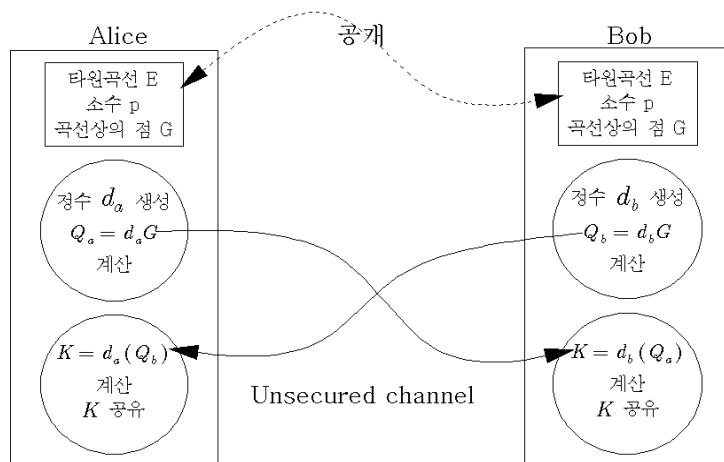 Alice
공개
Bob
타원곡선 E
소수 p
곡선상의 점 G
타원곡선 E
소수 p
곡선상의 점 G
정수 d_a 생성
Q_a = d_aG
계산
정수 d_b 생성
Q_b = d_bG
계산
K = d_a(Q_b)
계산
K 공유
K = d_b(Q_a)
계산
K 공유
Unsecured channel